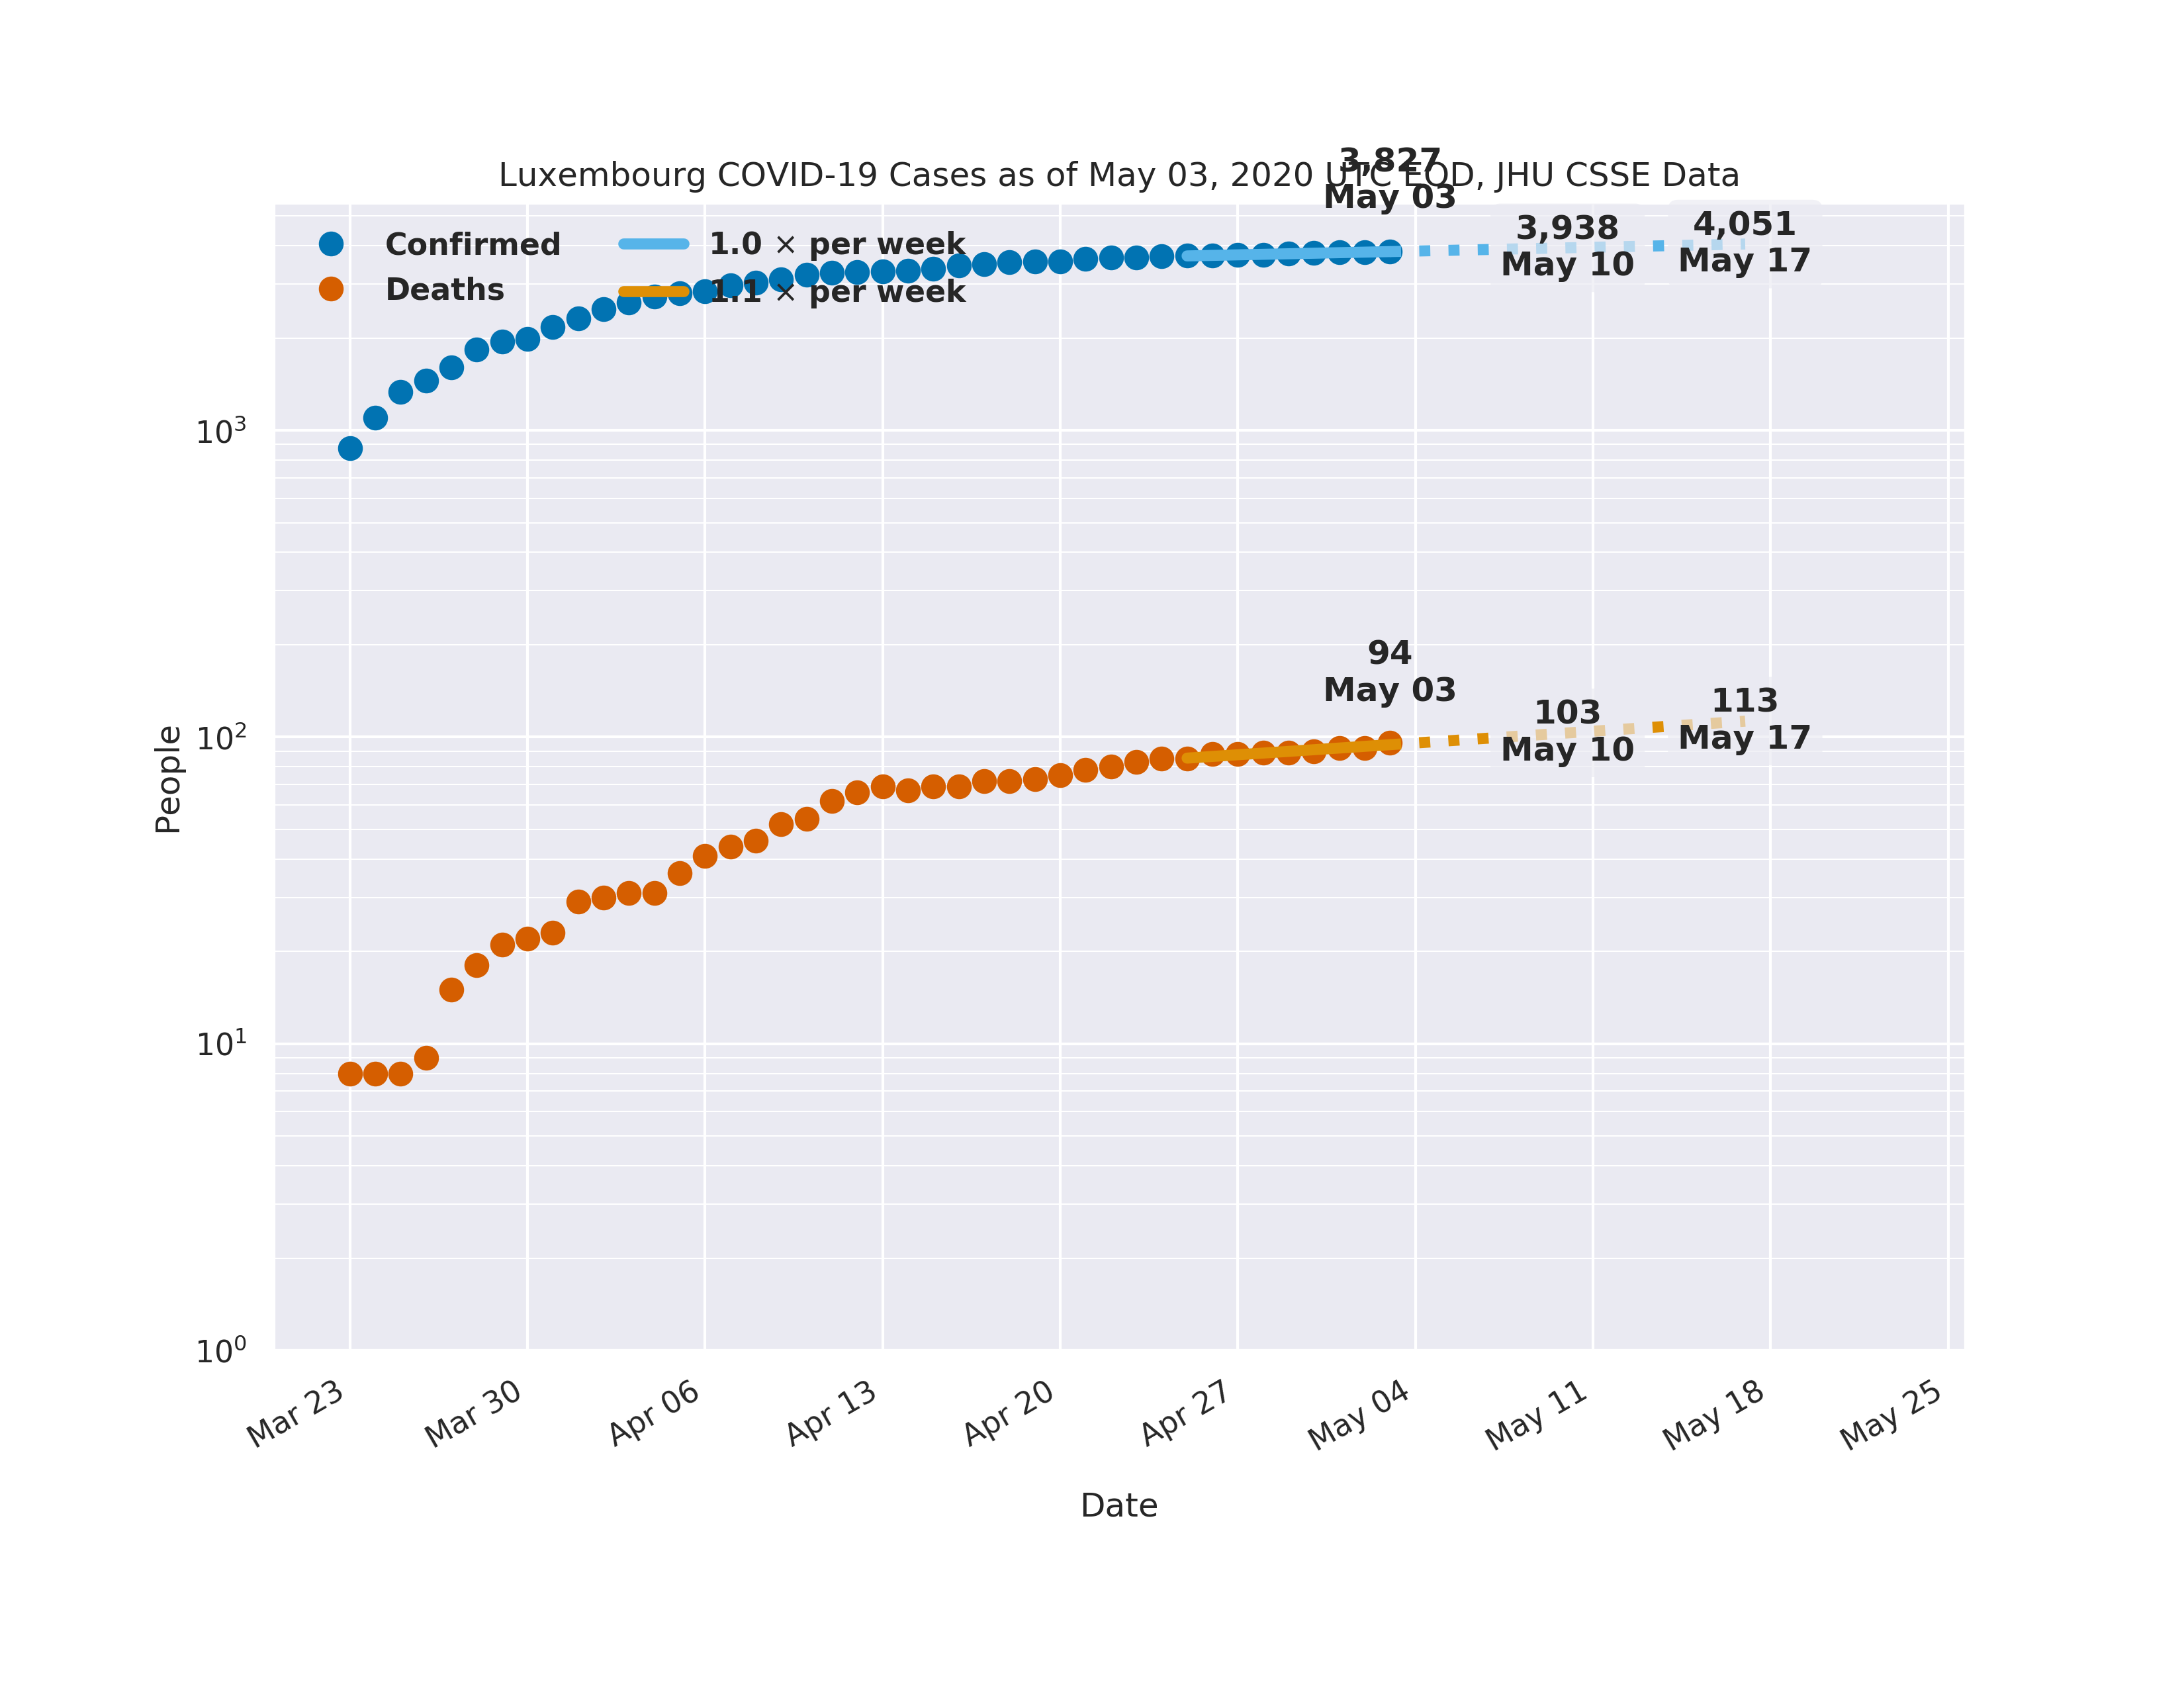 3,827
May 03
Luxembourg COVID-19 Cases as of May 03, 2020 UTC EOD, JHU CSSE Data
Confirmed
Deaths
1.0 × per week
1.1 × per week
3,938
May 10
4,051
May 17
94
May 03
103
May 10
113
May 17
People
10³
10²
10¹
10⁰
Mar 23
Mar 30
Apr 06
Apr 13
Apr 20
Apr 27
May 04
May 11
May 18
May 25
Date